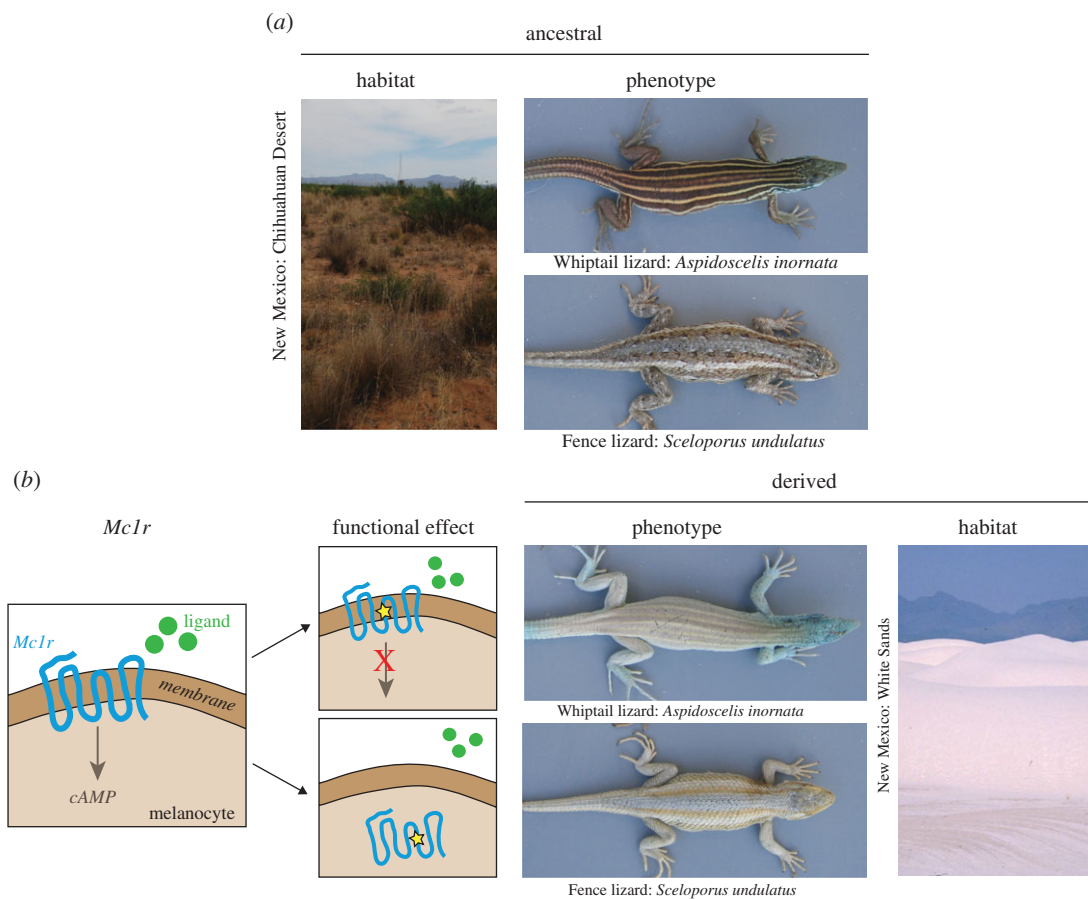 (a)
ancestral
habitat
phenotype
New Mexico: Chihuahuan Desert
Whiptail lizard: Aspidoscelis inornata
Fence lizard: Sceloporus undulatus
(b)
derived
Mc1r
functional effect
phenotype
habitat
Mc1r
ligand
membrane
cAMP
melanocyte
X
Whiptail lizard: Aspidoscelis inornata
New Mexico: White Sands
Fence lizard: Sceloporus undulatus